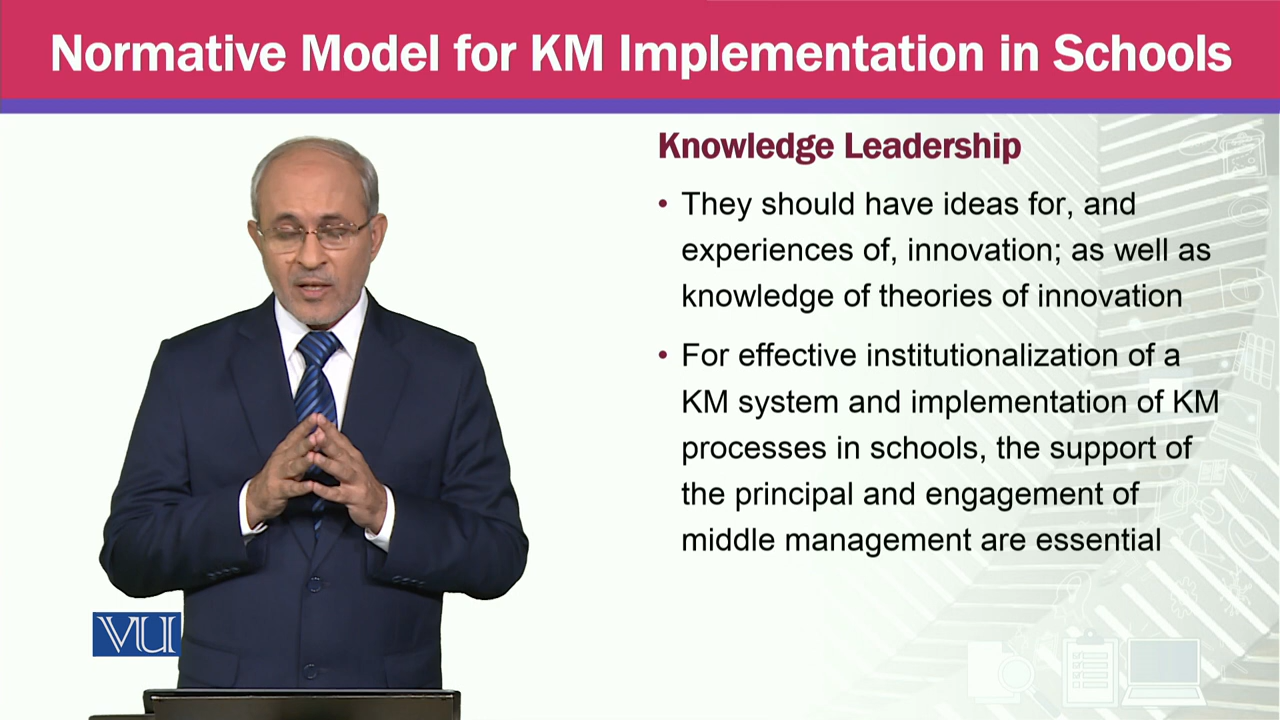 Normative Model for KM Implementation in Schools
Knowledge Leadership
• They should have ideas for, and
experiences of, innovation; as well as
knowledge of theories of innovation
• For effective institutionalization of a
KM system and implementation of KM
processes in schools, the support of
the principal and engagement of
middle management are essential
VU